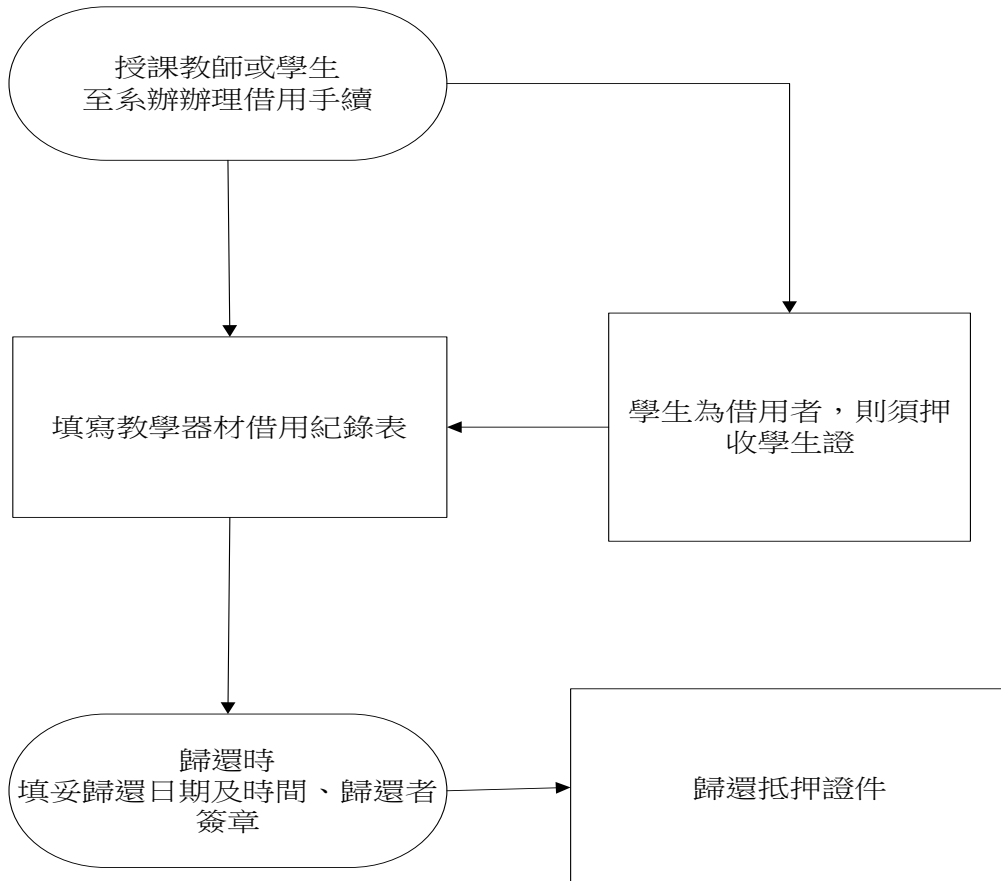 授課教師或學生
至系辦辦理借用手續
填寫教學器材借用紀錄表
學生為借用者，則須押
收學生證
歸還時
填妥歸還日期及時間、歸還者
簽章
歸還抵押證件